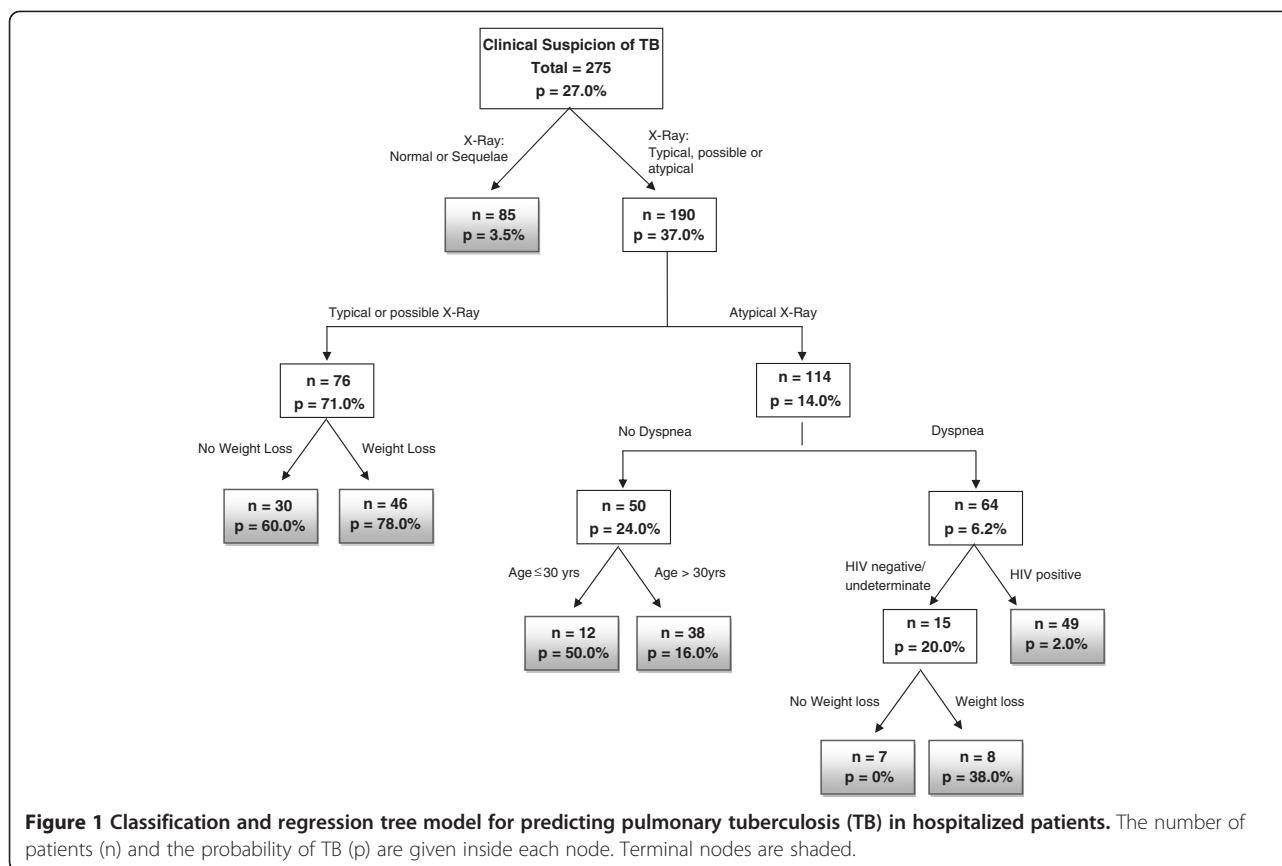 Clinical Suspicion of TB
Total = 275
p = 27.0%
X-Ray:
Normal or Sequelae
X-Ray:
Typical, possible or
atypical
n = 85
p = 3.5%
n = 190
p = 37.0%
Typical or possible X-Ray
Atypical X-Ray
n = 76
p = 71.0%
n = 114
p = 14.0%
No Weight Loss
Weight Loss
No Dyspnea
Dyspnea
n = 30
p = 60.0%
n = 46
p = 78.0%
n = 50
p = 24.0%
n = 64
p = 6.2%
Age ≤ 30 yrs
Age > 30yrs
HIV negative/
undeterminate
HIV positive
n = 12
p = 50.0%
n = 38
p = 16.0%
n = 15
p = 20.0%
n = 49
p = 2.0%
No Weight loss
Weight loss
n = 7
p = 0%
n = 8
p = 38.0%
Figure 1 Classification and regression tree model for predicting pulmonary tuberculosis (TB) in hospitalized patients. The number of
patients (n) and the probability of TB (p) are given inside each node. Terminal nodes are shaded.